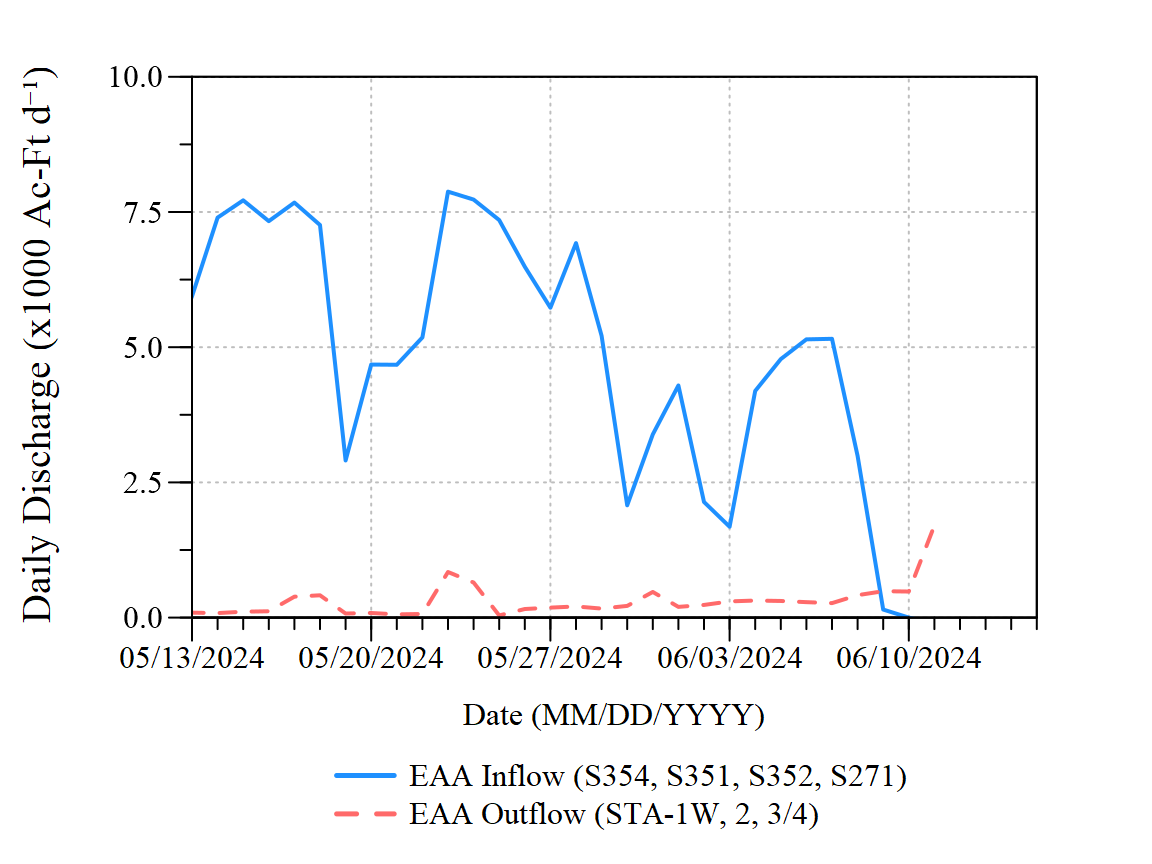 Daily Discharge (x1000 Ac-Ft d⁻¹)
10.0
7.5
5.0
2.5
0.0
05/13/2024 05/20/2024 05/27/2024 06/03/2024 06/10/2024
Date (MM/DD/YYYY)
EAA Inflow (S354, S351, S352, S271)
EAA Outflow (STA-1W, 2, 3/4)